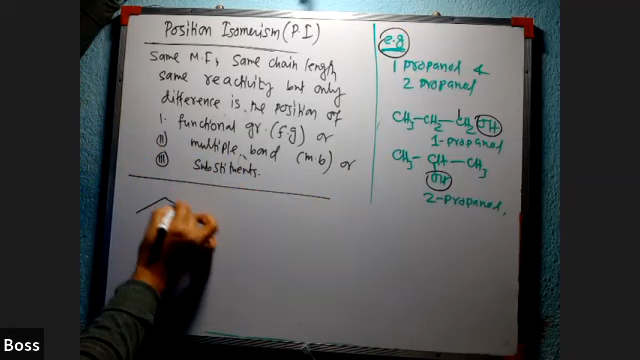 Position Isomerism (P.I)
Same M.F, Same chain length,
same reactivity but only
difference is the position of
1. functional gr. (f.g) or
(II) multiple bond (m.b) or
(III) Substituents.
e.g
1 propanol &
2 propanol
CH3-CH2-CH2 OH
1-propanol
CH3-CH-CH3
OH
2-propanol,
Boss